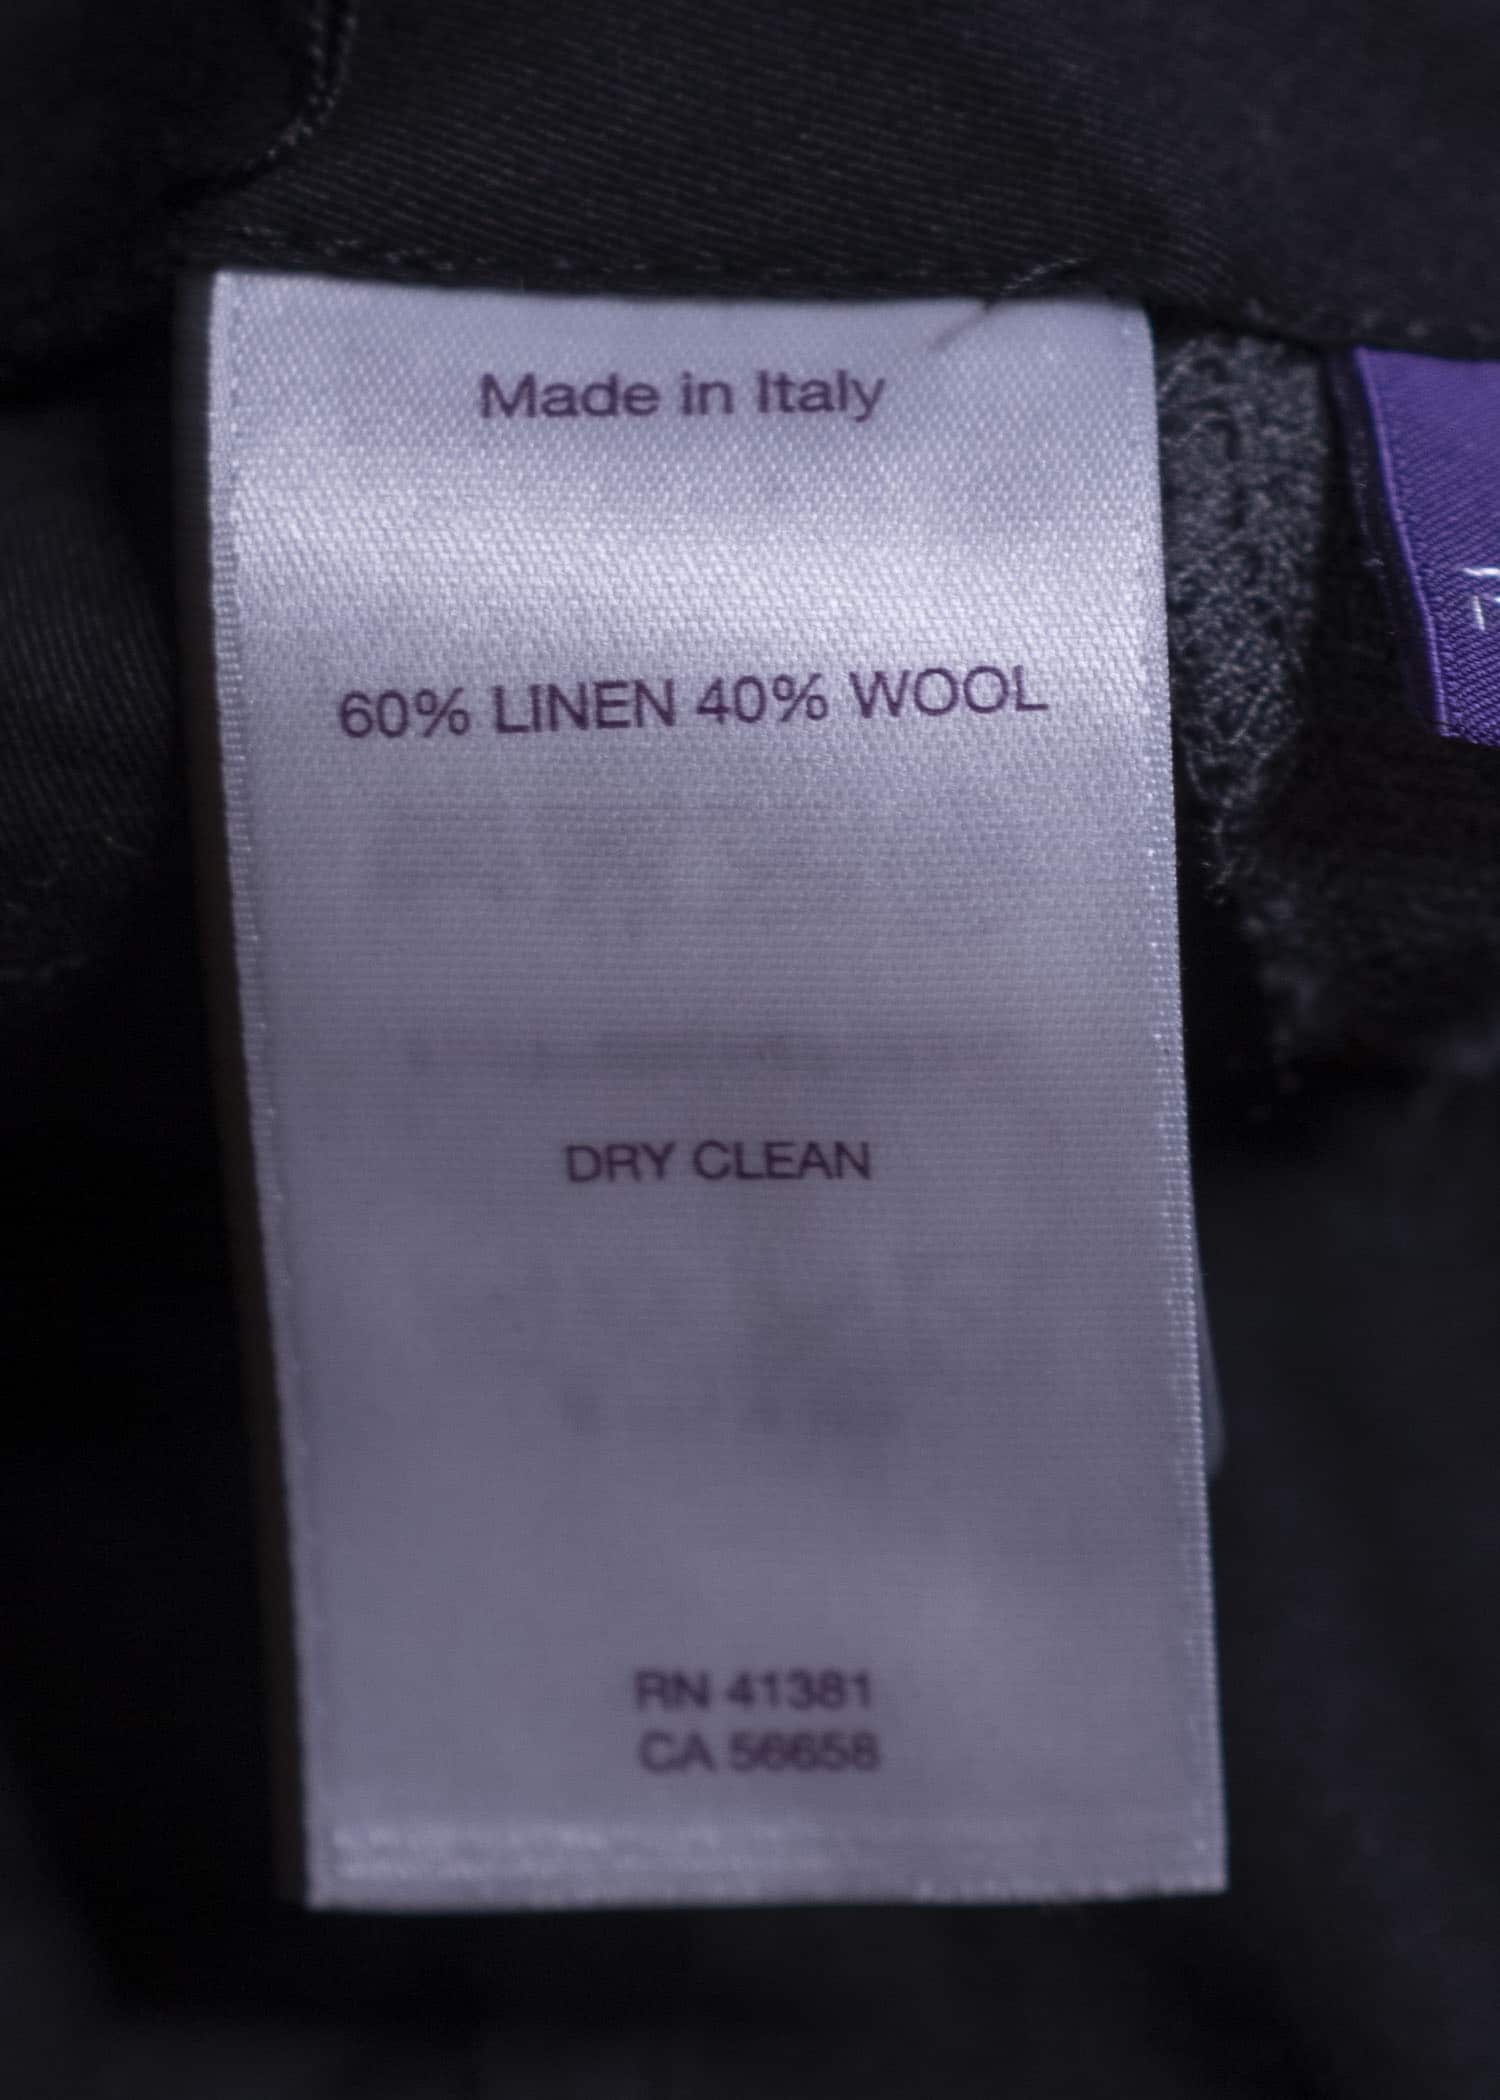 Made in Italy
60% LINEN 40% WOOL
DRY CLEAN
RN 41381
CA 56658